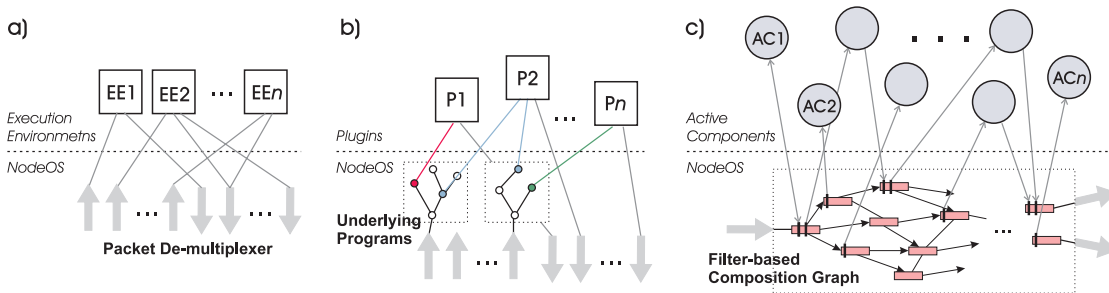 a)
EE1 EE2 ... EEn
Execution
Environmetns
NodeOS
... ...
Packet De-multiplexer
b)
P1 P2 ... Pn
Plugins
NodeOS
Underlying
Programs
... ...
c)
AC1 ... ACn
AC2
Active
Components
NodeOS
...
Filter-based
Composition Graph